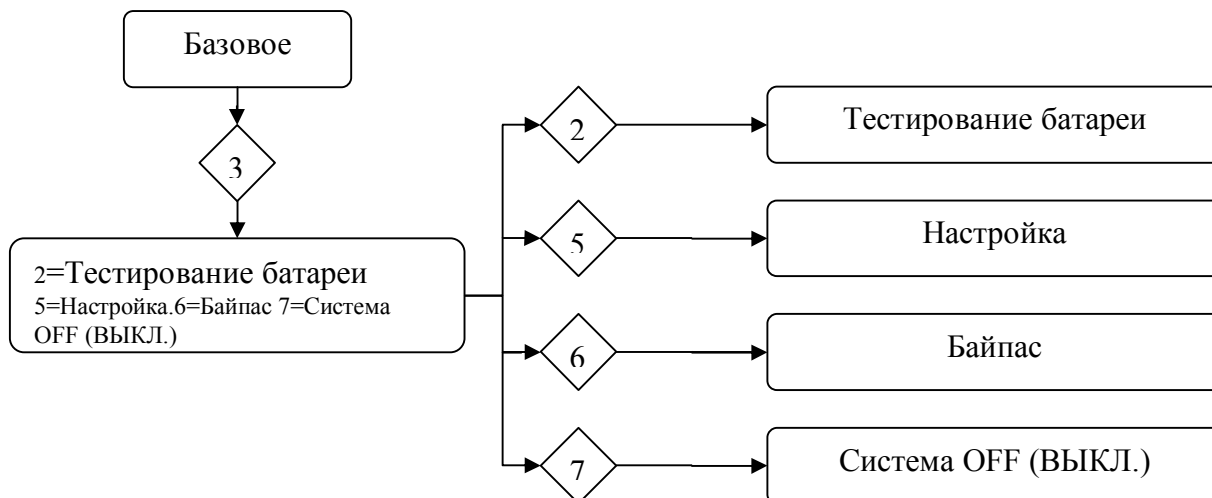 Базовое
3
2=Тестирование батареи
5=Настройка.6=Байпас 7=Система
OFF (ВЫКЛ.)
2
Тестирование батареи
5
Настройка
6
Байпас
7
Система OFF (ВЫКЛ.)